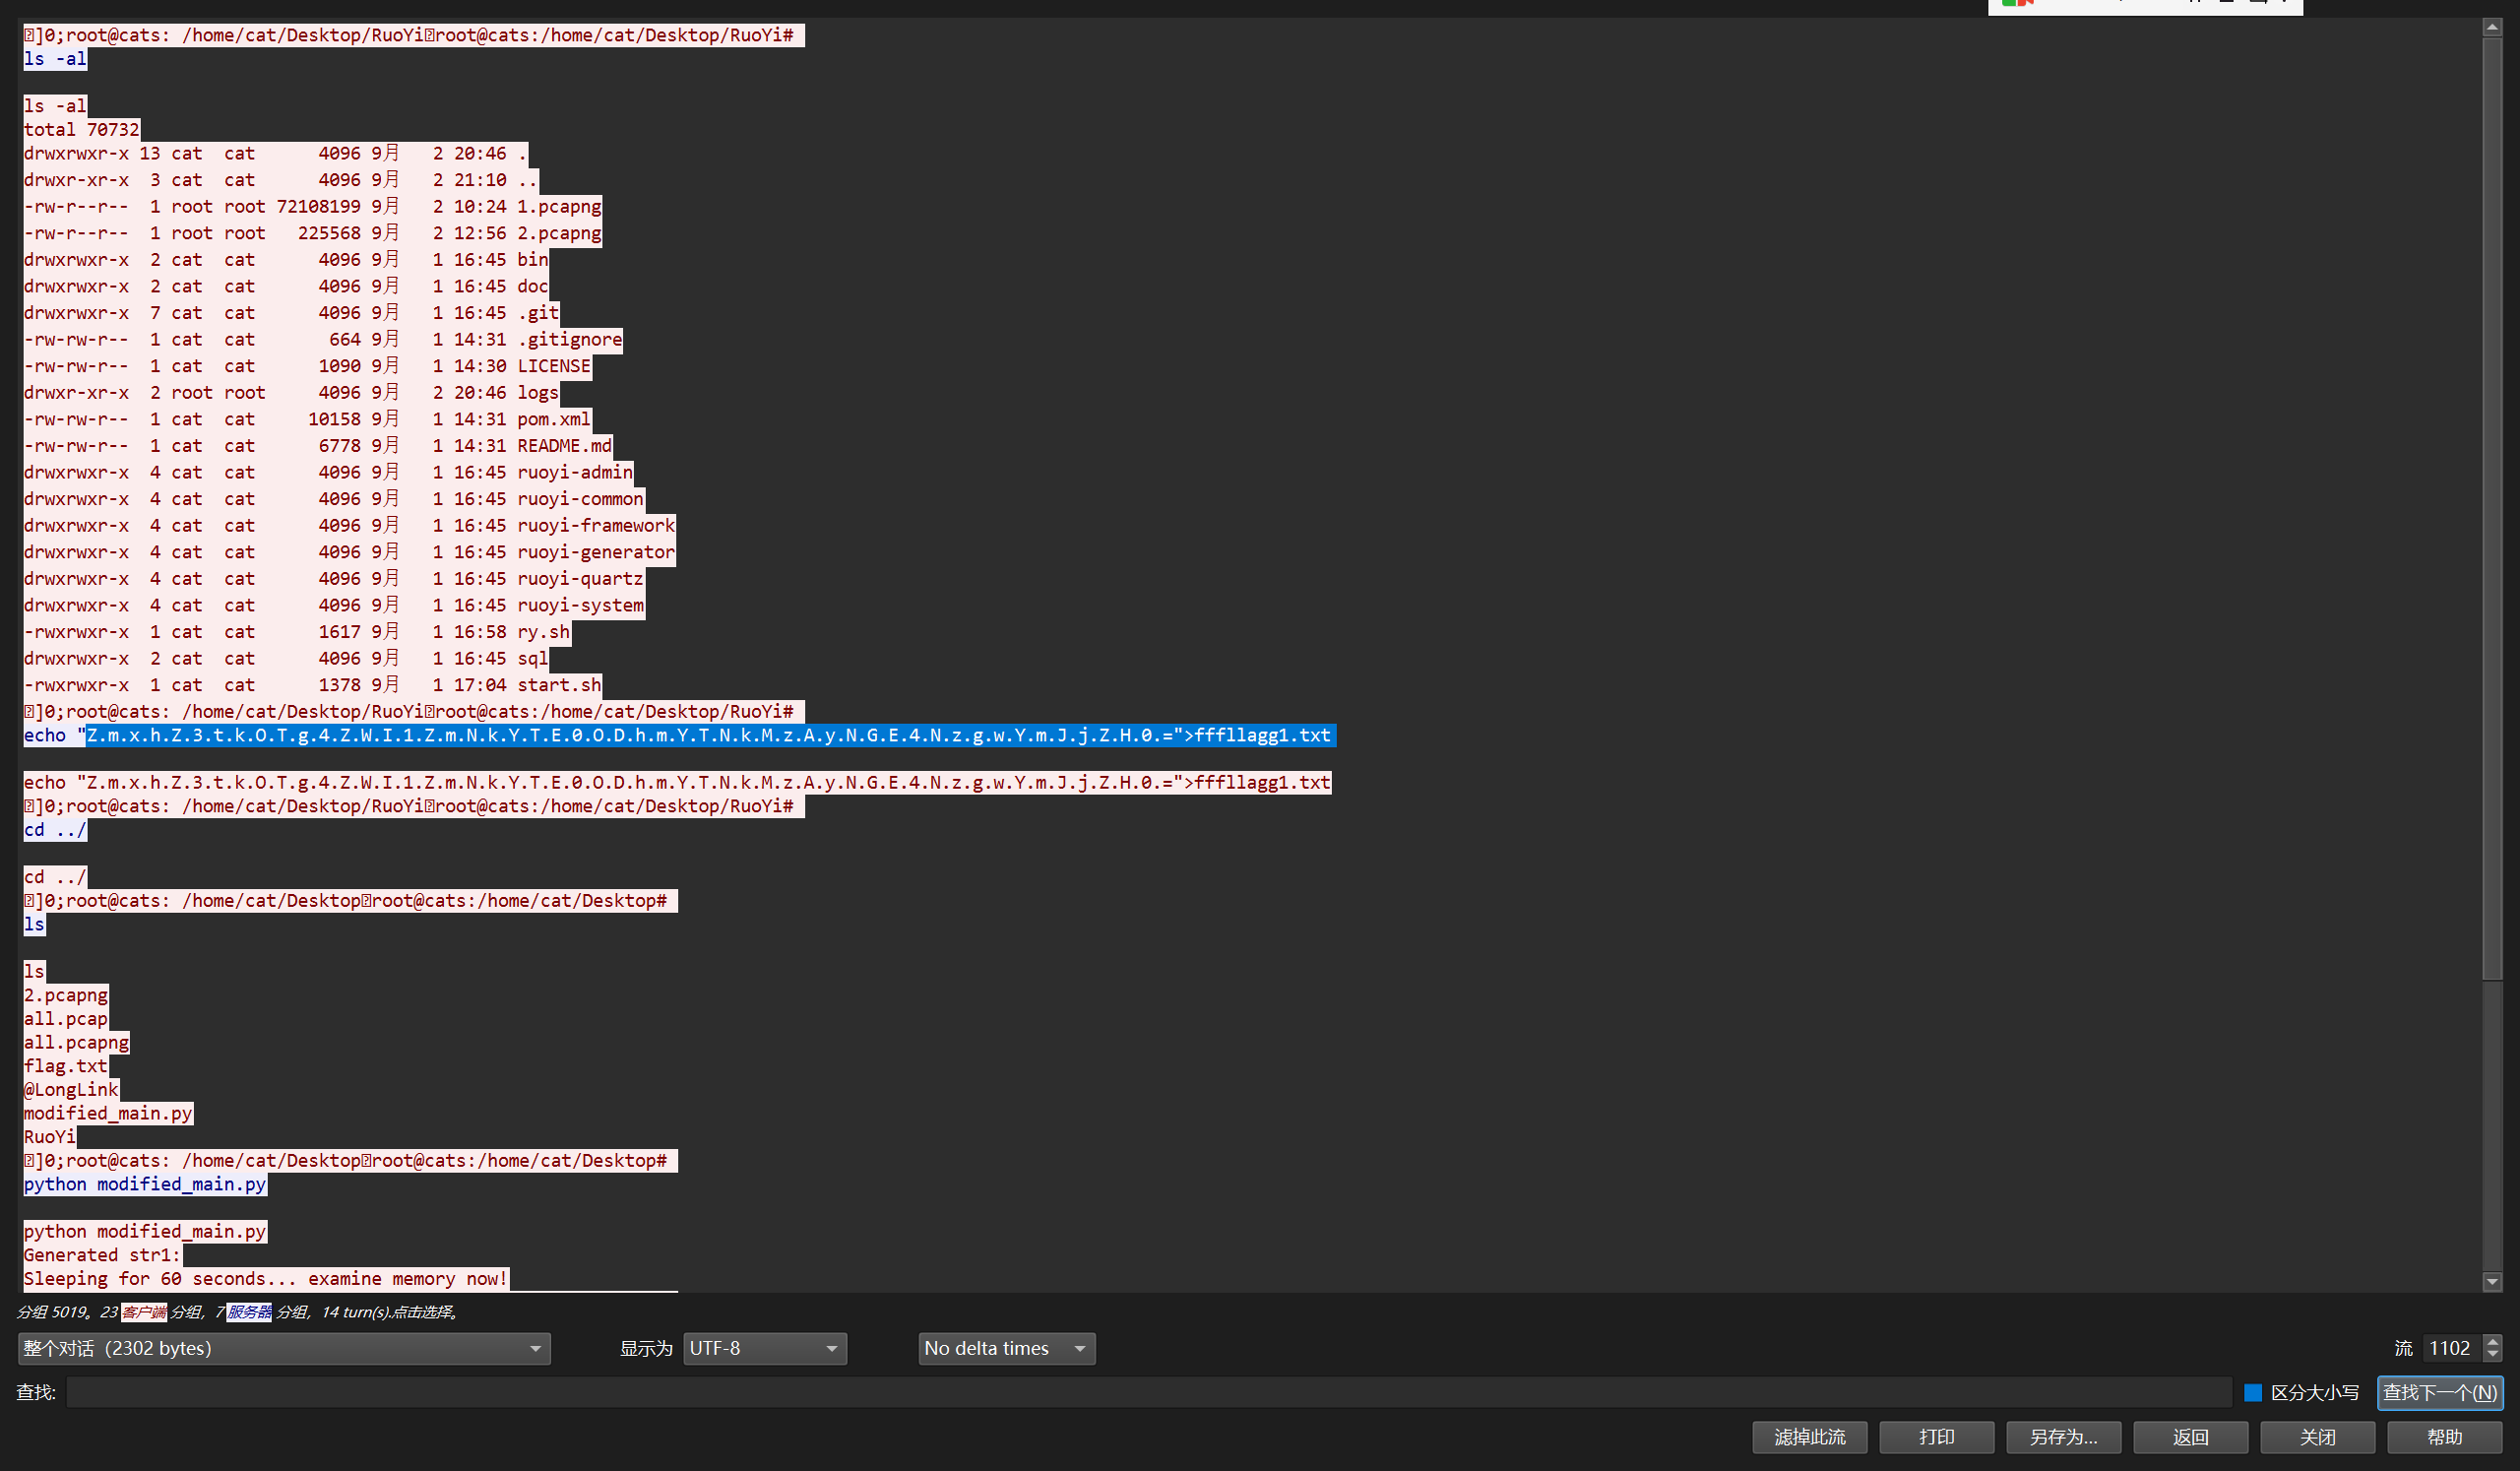 ]0;root@cats: /home/cat/Desktop/RuoYiroot@cats:/home/cat/Desktop/RuoYi#
ls -al
ls -al
total 70732
drwxrwxr-x 13 cat  cat      4096 9月   2 20:46 .
drwxr-xr-x  3 cat  cat      4096 9月   2 21:10 ..
-rw-r--r--  1 root root 72108199 9月   2 10:24 1.pcapng
-rw-r--r--  1 root root   225568 9月   2 12:56 2.pcapng
drwxrwxr-x  2 cat  cat      4096 9月   1 16:45 bin
drwxrwxr-x  2 cat  cat      4096 9月   1 16:45 doc
drwxrwxr-x  7 cat  cat      4096 9月   1 16:45 .git
-rw-rw-r--  1 cat  cat       664 9月   1 14:31 .gitignore
-rw-rw-r--  1 cat  cat      1090 9月   1 14:30 LICENSE
drwxr-xr-x  2 root root     4096 9月   2 20:46 logs
-rw-rw-r--  1 cat  cat     10158 9月   1 14:31 pom.xml
-rw-rw-r--  1 cat  cat      6778 9月   1 14:31 README.md
drwxrwxr-x  4 cat  cat      4096 9月   1 16:45 ruoyi-admin
drwxrwxr-x  4 cat  cat      4096 9月   1 16:45 ruoyi-common
drwxrwxr-x  4 cat  cat      4096 9月   1 16:45 ruoyi-framework
drwxrwxr-x  4 cat  cat      4096 9月   1 16:45 ruoyi-generator
drwxrwxr-x  4 cat  cat      4096 9月   1 16:45 ruoyi-quartz
drwxrwxr-x  4 cat  cat      4096 9月   1 16:45 ruoyi-system
-rwxrwxr-x  1 cat  cat      1617 9月   1 16:58 ry.sh
drwxrwxr-x  2 cat  cat      4096 9月   1 16:45 sql
-rwxrwxr-x  1 cat  cat      1378 9月   1 17:04 start.sh
]0;root@cats: /home/cat/Desktop/RuoYiroot@cats:/home/cat/Desktop/RuoYi#
echo "Z.m.x.h.Z.3.t.k.O.T.g.4.Z.W.I.1.Z.m.N.k.Y.T.E.0.O.D.h.m.Y.T.N.k.M.z.A.y.N.G.E.4.N.z.g.w.Y.m.J.j.Z.H.0.=">fffllagg1.txt
echo "Z.m.x.h.Z.3.t.k.O.T.g.4.Z.W.I.1.Z.m.N.k.Y.T.E.0.O.D.h.m.Y.T.N.k.M.z.A.y.N.G.E.4.N.z.g.w.Y.m.J.j.Z.H.0.=">fffllagg1.txt
]0;root@cats: /home/cat/Desktop/RuoYiroot@cats:/home/cat/Desktop/RuoYi#
cd ../
cd ../
]0;root@cats: /home/cat/Desktoproot@cats:/home/cat/Desktop#
ls
ls
2.pcapng
all.pcap
all.pcapng
flag.txt
@LongLink
modified_main.py
RuoYi
]0;root@cats: /home/cat/Desktoproot@cats:/home/cat/Desktop#
python modified_main.py
python modified_main.py
Generated str1:
Sleeping for 60 seconds... examine memory now!
分组 5019。23 客户端 分组，7 服务器 分组，14 turn(s).点击选择。
整个对话（2302 bytes） 显示为 UTF-8 No delta times 流 1102
查找: 区分大小写 查找下一个(N)
滤掉此流 打印 另存为… 返回 关闭 帮助